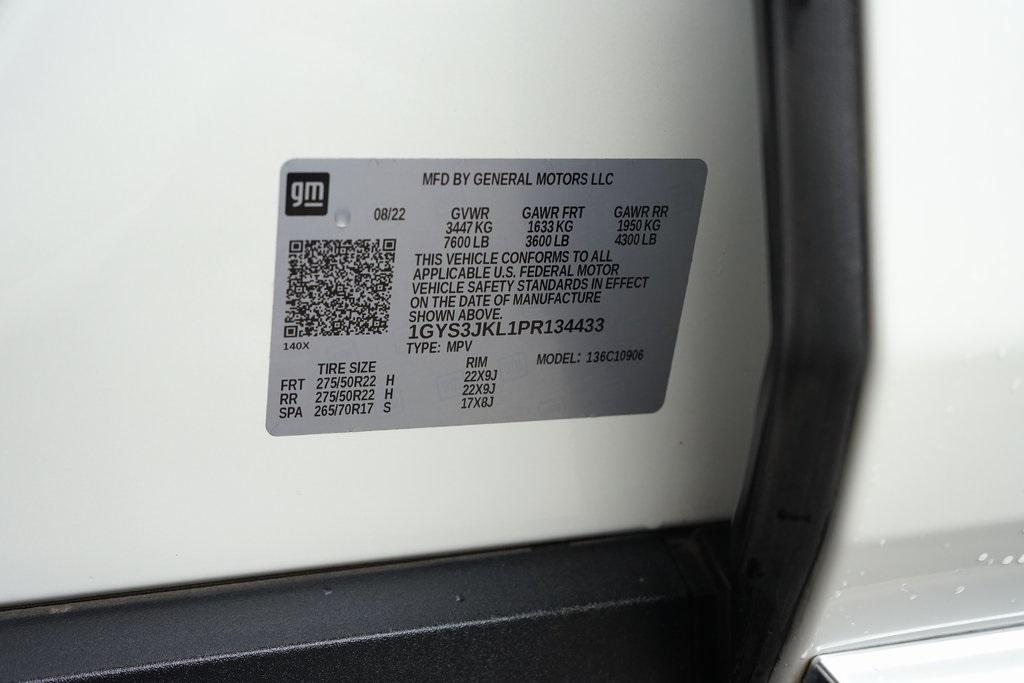 gm
MFD BY GENERAL MOTORS LLC
08/22 GVWR GAWR FRT GAWR RR
3447 KG 1633 KG 1950 KG
7600 LB 3600 LB 4300 LB
THIS VEHICLE CONFORMS TO ALL
APPLICABLE U.S. FEDERAL MOTOR
VEHICLE SAFETY STANDARDS IN EFFECT
ON THE DATE OF MANUFACTURE
SHOWN ABOVE.
1GYS3JKL1PR134433
140X
TYPE: MPV MODEL: 136C10906
TIRE SIZE RIM
FRT 275/50R22 H 22X9J
RR 275/50R22 H 22X9J
SPA 265/70R17 S 17X8J